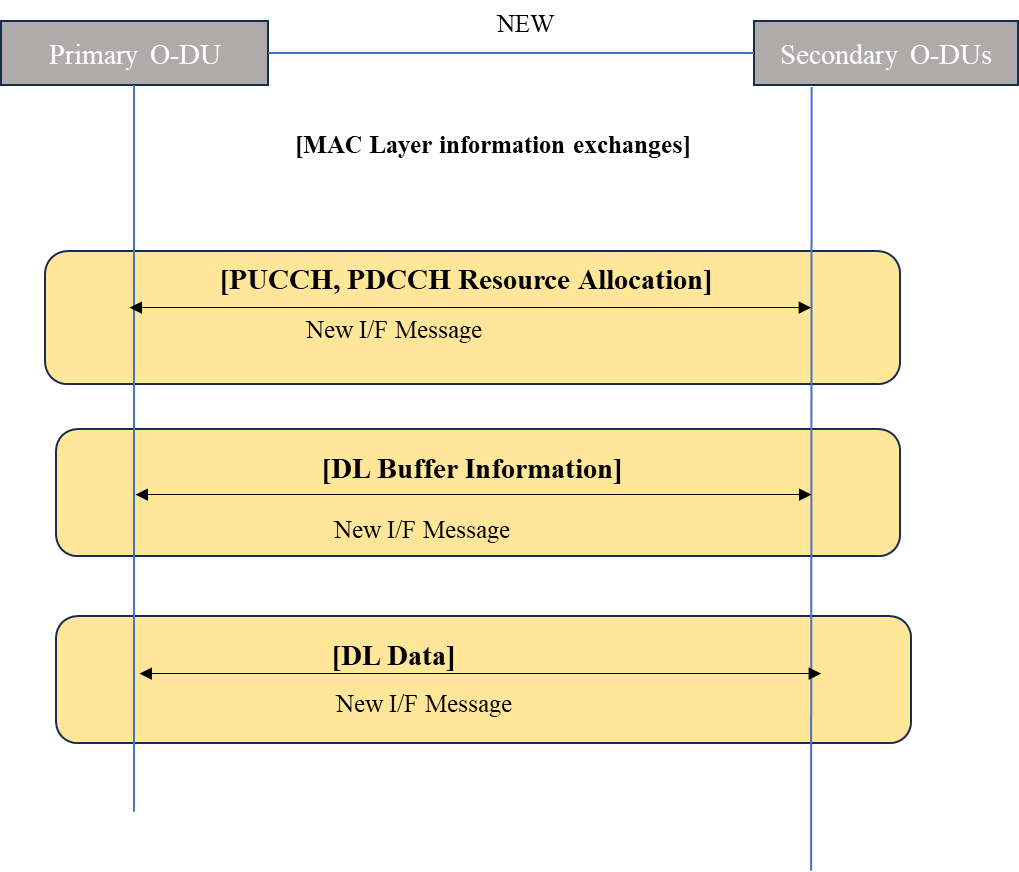 NEW
Primary O-DU
Secondary O-DUs
[MAC Layer information exchanges]
[PUCCH, PDCCH Resource Allocation]
New I/F Message
[DL Buffer Information]
New I/F Message
[DL Data]
New I/F Message